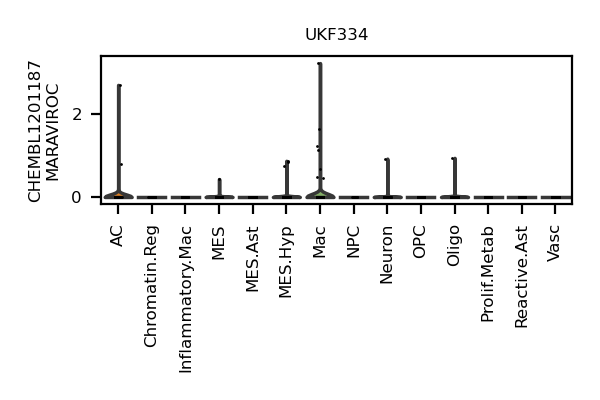 UKF334
CHEMBL1201187
MARAVIROC
2
0
AC
Chromatin.Reg
Inflammatory.Mac
MES
MES.Ast
MES.Hyp
Mac
NPC
Neuron
OPC
Oligo
Prolif.Metab
Reactive.Ast
Vasc